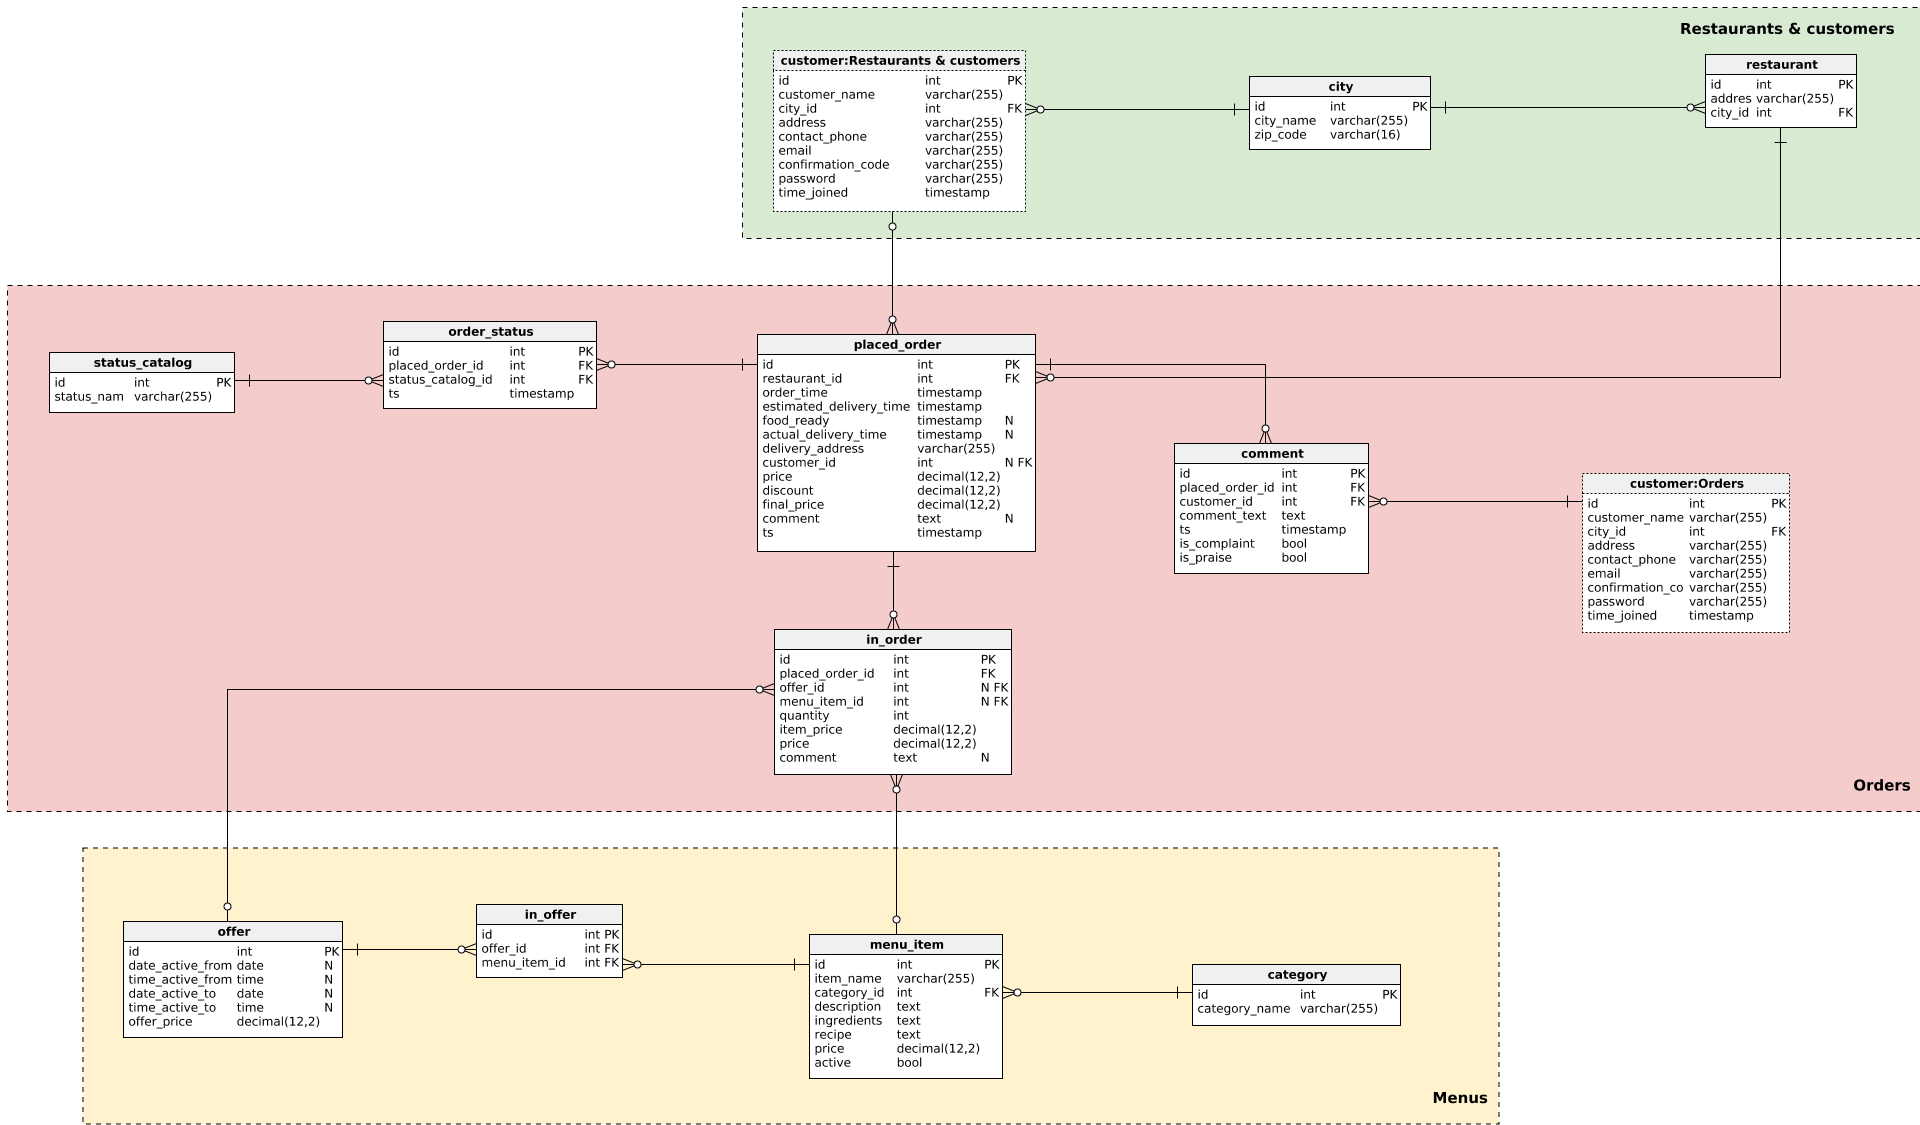 Restaurants & customers
customer:Restaurants & customers
id int PK
customer_name varchar(255)
city_id int FK
address varchar(255)
contact_phone varchar(255)
email varchar(255)
confirmation_code varchar(255)
password varchar(255)
time_joined timestamp
city
id int PK
city_name varchar(255)
zip_code varchar(16)
restaurant
id int PK
addres varchar(255)
city_id int FK
status_catalog
id int PK
status_nam varchar(255)
order_status
id int PK
placed_order_id int FK
status_catalog_id int FK
ts timestamp
placed_order
id int PK
restaurant_id int FK
order_time timestamp
estimated_delivery_time timestamp
food_ready timestamp N
actual_delivery_time timestamp N
delivery_address varchar(255)
customer_id int N FK
price decimal(12,2)
discount decimal(12,2)
final_price decimal(12,2)
comment text N
ts timestamp
comment
id int PK
placed_order_id int FK
customer_id int FK
comment_text text
ts timestamp
is_complaint bool
is_praise bool
customer:Orders
id int PK
customer_name varchar(255)
city_id int FK
address varchar(255)
contact_phone varchar(255)
email varchar(255)
confirmation_co varchar(255)
password varchar(255)
time_joined timestamp
in_order
id int PK
placed_order_id int FK
offer_id int N FK
menu_item_id int N FK
quantity int
item_price decimal(12,2)
price decimal(12,2)
comment text N
Orders
offer
id int PK
date_active_from date N
time_active_from time N
date_active_to date N
time_active_to time N
offer_price decimal(12,2)
in_offer
id int PK
offer_id int FK
menu_item_id int FK
menu_item
id int PK
item_name varchar(255)
category_id int FK
description text
ingredients text
recipe text
price decimal(12,2)
active bool
category
id int PK
category_name varchar(255)
Menus